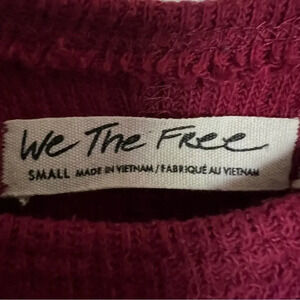 We The Free
SMALL MADE IN VIETNAM / FABRIQUÉ AU VIETNAM